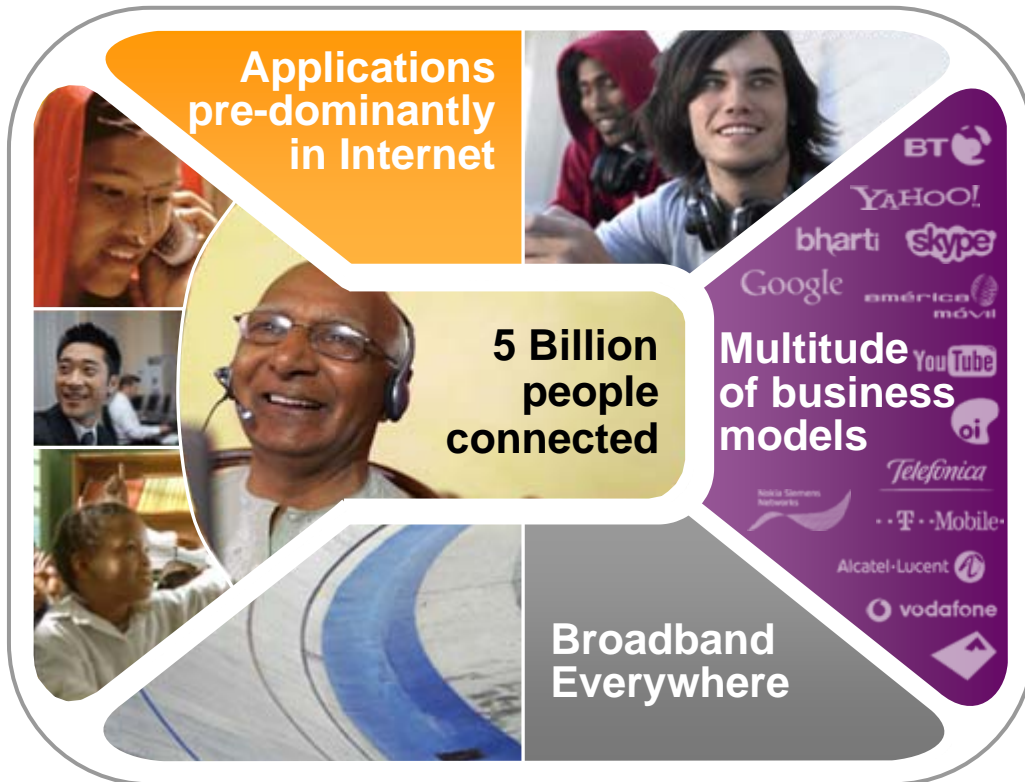 Applications
pre-dominantly
in Internet
5 Billion
people
connected
Multitude
of business
models
Broadband
Everywhere
BT
YAHOO!
bharti
skype
Google
américa
móvil
YouTube
oi
Telefónica
Nokia Siemens
Networks
··T··Mobile·
Alcatel·Lucent
vodafone